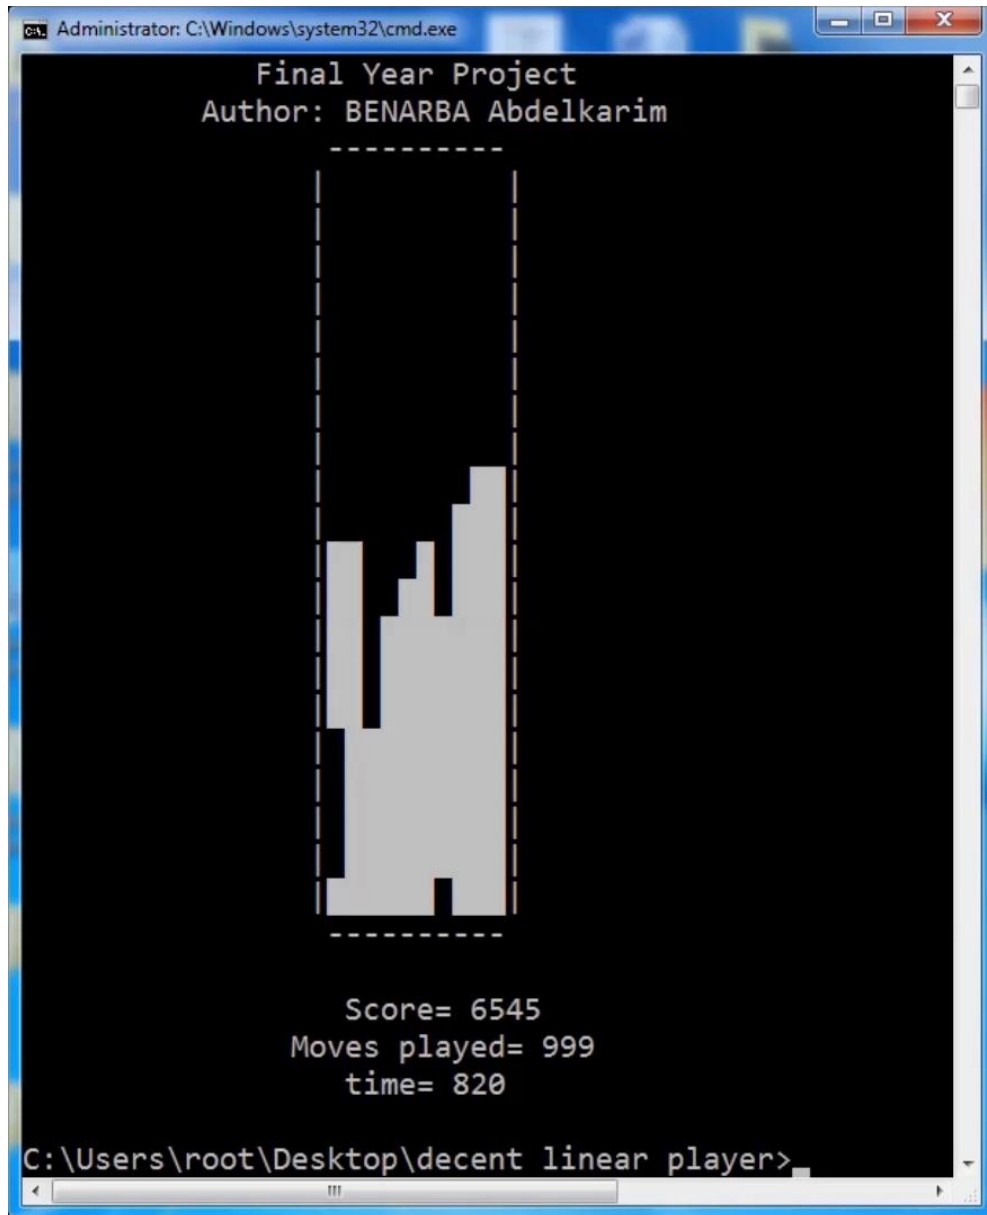 Administrator: C:\Windows\system32\cmd.exe
Final Year Project
Author: BENARBA Abdelkarim
Score= 6545
Moves played= 999
time= 820
C:\Users\root\Desktop\decent linear player>_